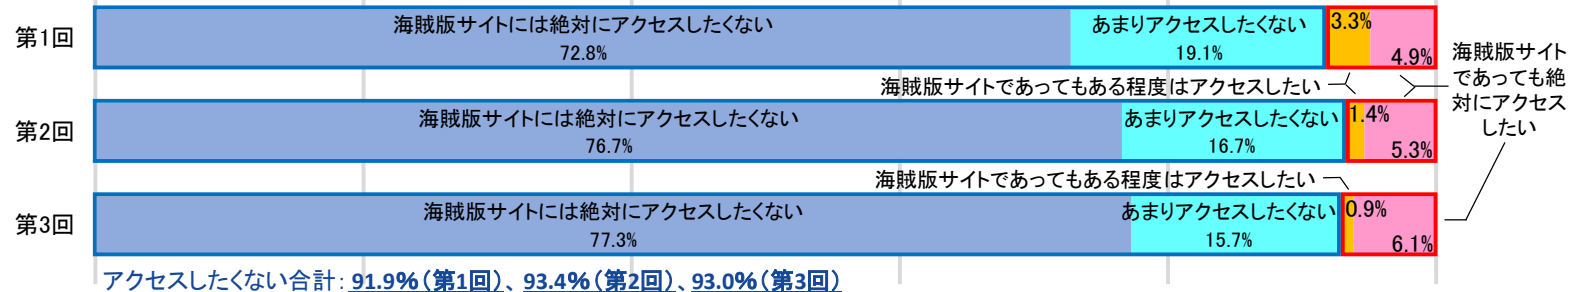 第1回
海賊版サイトには絶対にアクセスしたくない
72.8%
あまりアクセスしたくない
19.1%
3.3%
4.9%
海賊版サイトであってもある程度はアクセスしたい
海賊版サイト
であっても絶
対にアクセス
したい
第2回
海賊版サイトには絶対にアクセスしたくない
76.7%
あまりアクセスしたくない
16.7%
1.4%
5.3%
海賊版サイトであってもある程度はアクセスしたい
第3回
海賊版サイトには絶対にアクセスしたくない
77.3%
あまりアクセスしたくない
15.7%
0.9%
6.1%
アクセスしたくない合計：91.9%（第1回）、93.4%（第2回）、93.0%（第3回）